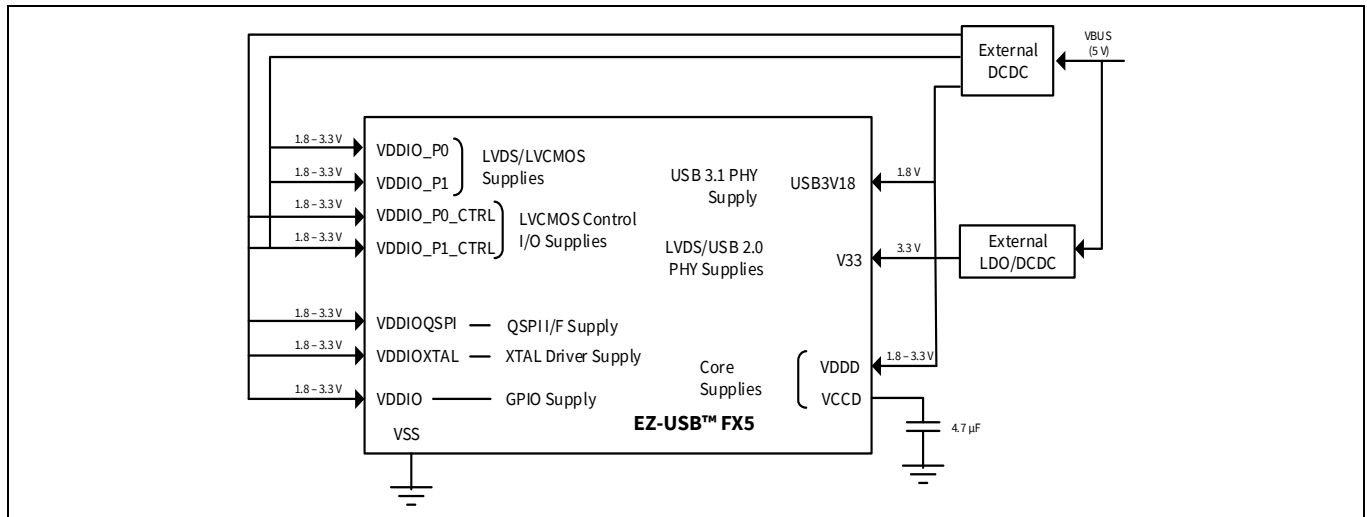 External
DCDC
VBUS
(5 V)
1.8 – 3.3 V
VDDIO_P0
1.8 – 3.3 V
VDDIO_P1
LVDS/LVCMOS
Supplies
1.8 – 3.3 V
VDDIO_P0_CTRL
1.8 – 3.3 V
VDDIO_P1_CTRL
LVCMOS Control
I/O Supplies
1.8 – 3.3 V
VDDIOQSPI
QSPI I/F Supply
1.8 – 3.3 V
VDDIOXTAL
XTAL Driver Supply
1.8 – 3.3 V
VDDIO
GPIO Supply
VSS
USB 3.1 PHY
Supply
USB3V18
1.8 V
LVDS/USB 2.0
PHY Supplies
V33
3.3 V
External
LDO/DCDC
Core
Supplies
VDDD
1.8 – 3.3 V
VCCD
EZ-USB™ FX5
4.7 µF